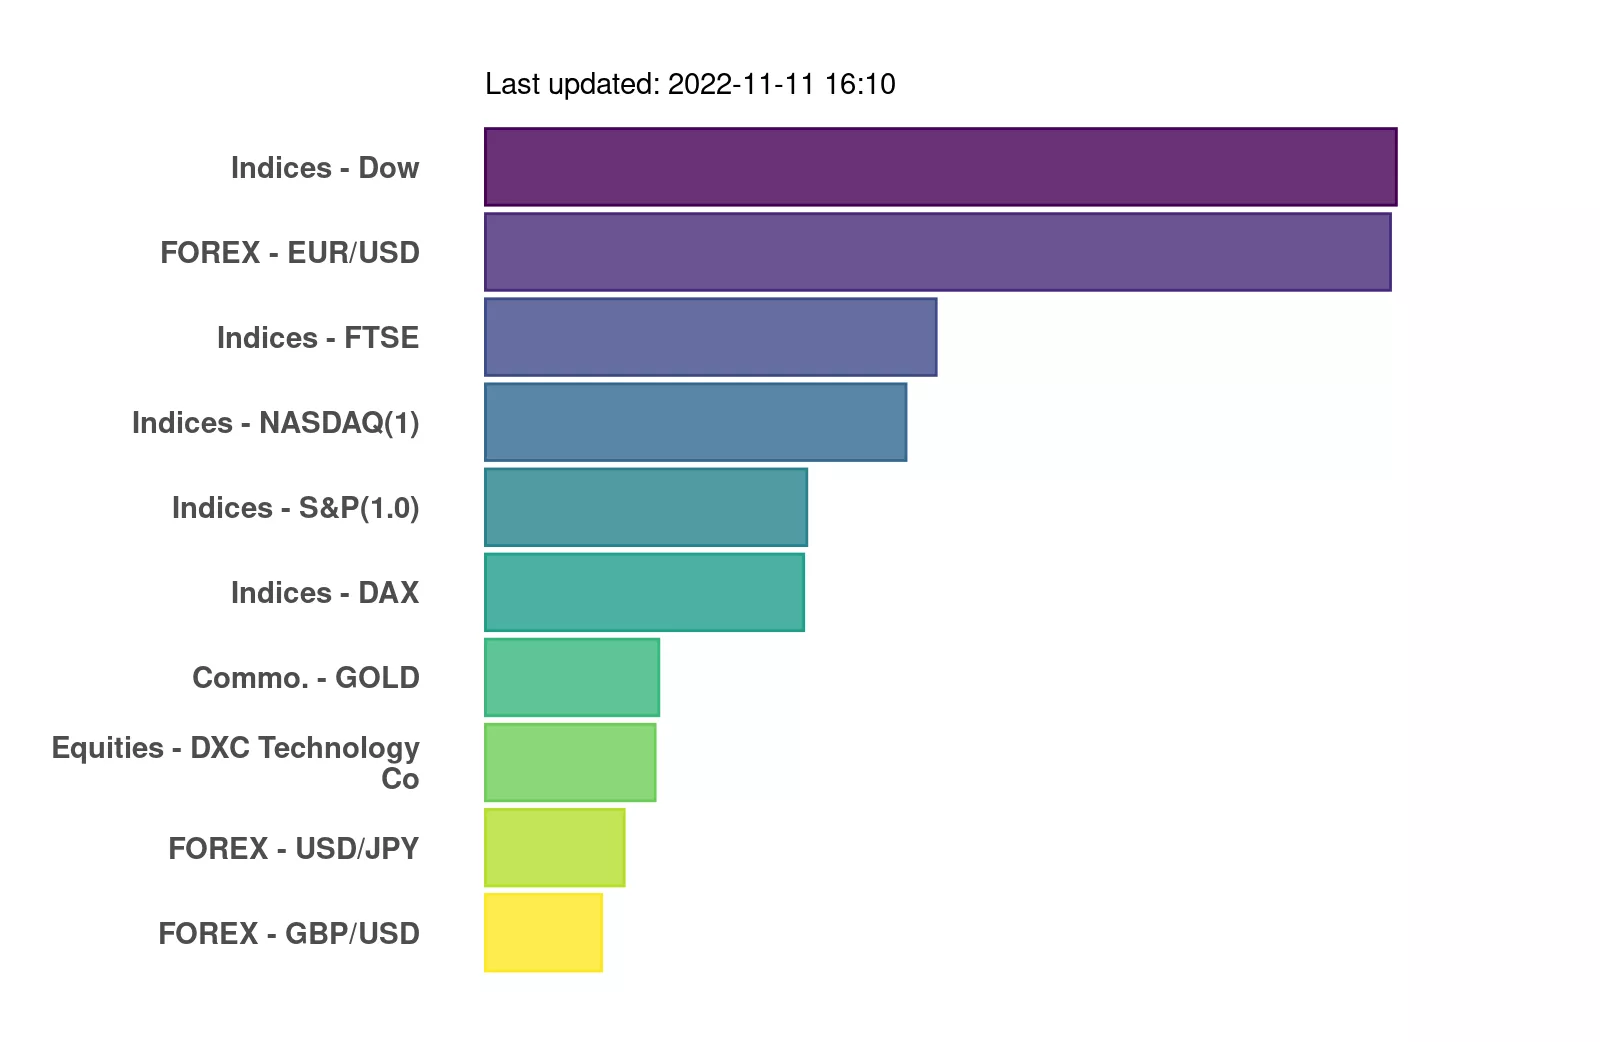 Last updated: 2022-11-11 16:10
Indices - Dow
FOREX - EUR/USD
Indices - FTSE
Indices - NASDAQ(1)
Indices - S&P(1.0)
Indices - DAX
Commo. - GOLD
Equities - DXC Technology
Co
FOREX - USD/JPY
FOREX - GBP/USD